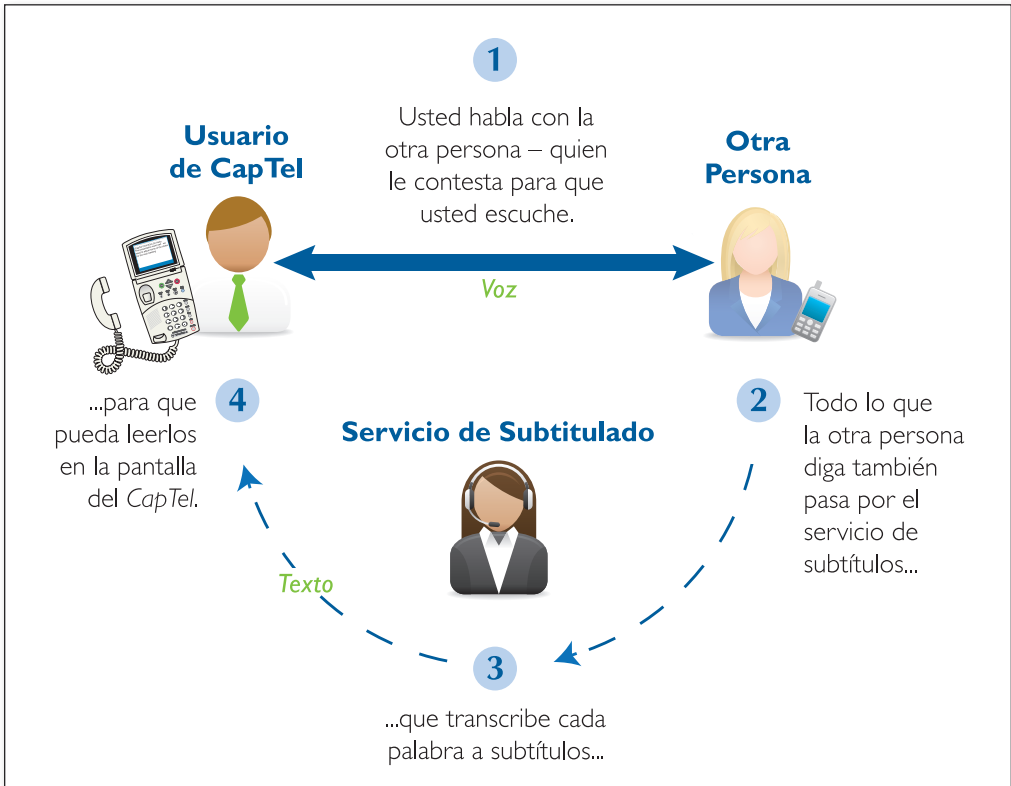 1
Usted habla con la
otra persona – quien
le contesta para que
usted escuche.
Usuario
de CapTel
Otra
Persona
Voz
2
Todo lo que
la otra persona
diga también
pasa por el
servicio de
subtítulos...
Servicio de Subtitulado
3
...que transcribe cada
palabra a subtítulos...
Texto
4
...para que
pueda leerlos
en la pantalla
del CapTel.